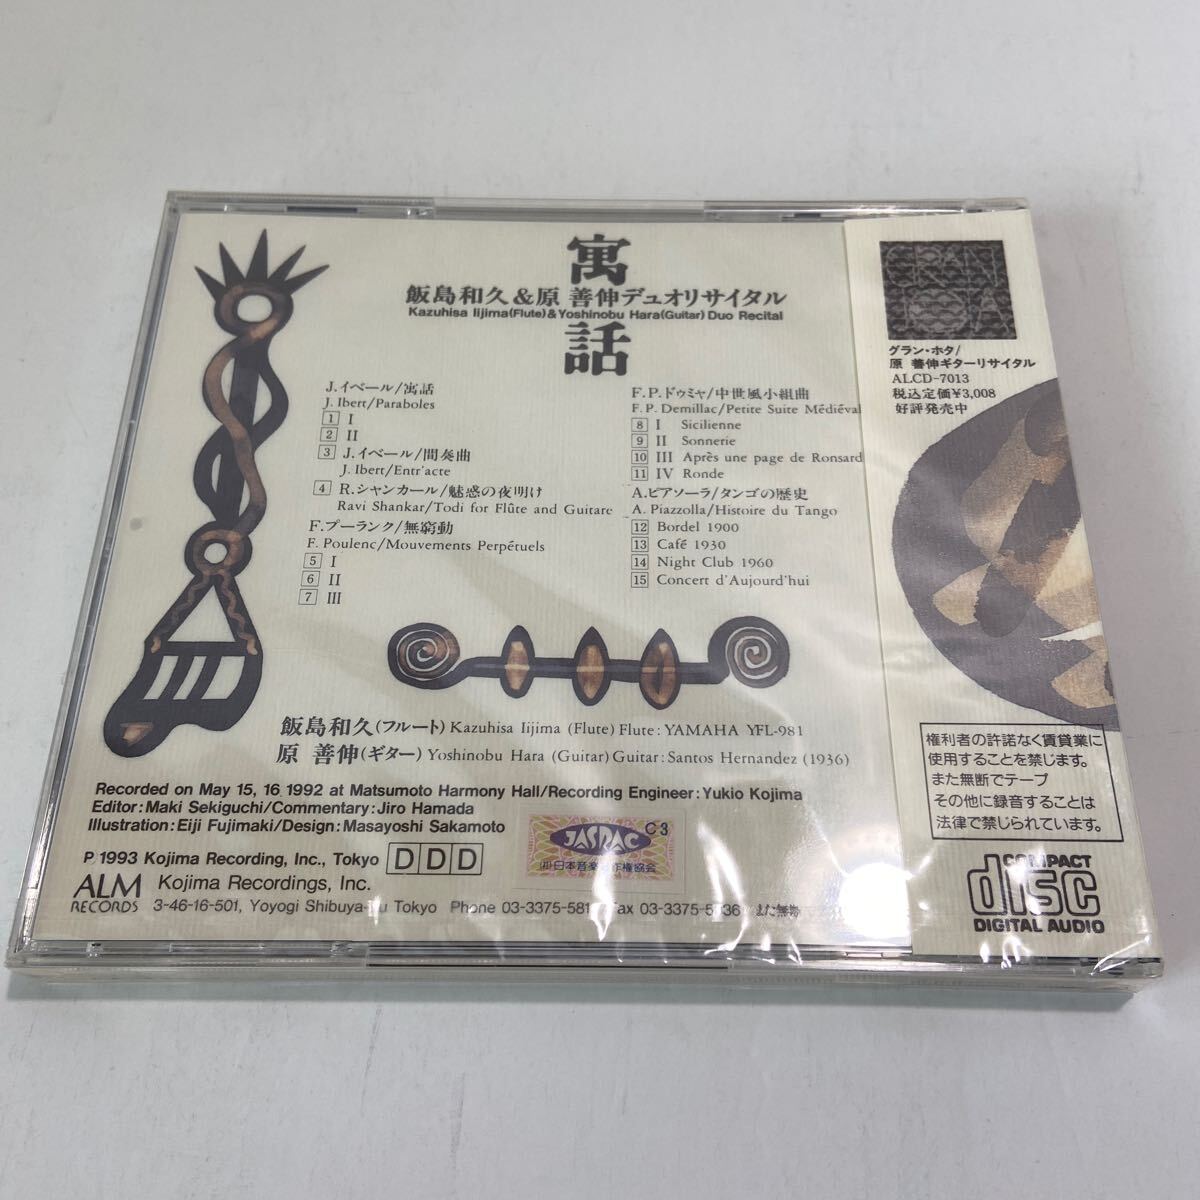 寓話
飯島和久&原 善伸デュオリサイタル
Kazuhisa Iijima(Flute)&Yoshinobu Hara(Guitar) Duo Recital
J.イベール/寓話
J. Ibert/Paraboles
1 I
2 II
3 J.イベール/間奏曲
J. Ibert/Entr'acte
4 R.シャンカール/魅惑の夜明け
Ravi Shankar/Todi for Flûte and Guitare
F.プーランク/無窮動
F. Poulenc/Mouvements Perpétuels
5 I
6 II
7 III
F.P.ドゥミヤ/中世風小組曲
F.P. Demillac/Petite Suite Médiéval
8 I Sicilienne
9 II Sonnerie
10 III Après une page de Ronsard
11 IV Ronde
A.ピアソーラ/タンゴの歴史
A. Piazzolla/Histoire du Tango
12 Bordel 1900
13 Café 1930
14 Night Club 1960
15 Concert d'Aujourd'hui
飯島和久(フルート) Kazuhisa Iijima (Flute) Flute: YAMAHA YFL-981
原 善伸(ギター) Yoshinobu Hara (Guitar) Guitar: Santos Hernandez (1936)
Recorded on May 15, 16 1992 at Matsumoto Harmony Hall/Recording Engineer: Yukio Kojima
Editor: Maki Sekiguchi/Commentary: Jiro Hamada
Illustration: Eiji Fujimaki/Design: Masayoshi Sakamoto
P 1993 Kojima Recording, Inc., Tokyo DDD
ALM RECORDS
Kojima Recordings, Inc.
3-46-16-501, Yoyogi Shibuya-ku Tokyo Phone 03-3375-581 Fax 03-3375-5 36 また無断
JASRAC C3
日本音楽著作権協会
グラン・ホタ/
原 善伸ギターリサイタル
ALCD-7013
税込定価¥3,008
好評発売中
権利者の許諾なく賃貸業に
使用することを禁じます。
また無断でテープ
その他に録音することは
法律で禁じられています。
COMPACT
disc
DIGITAL AUDIO